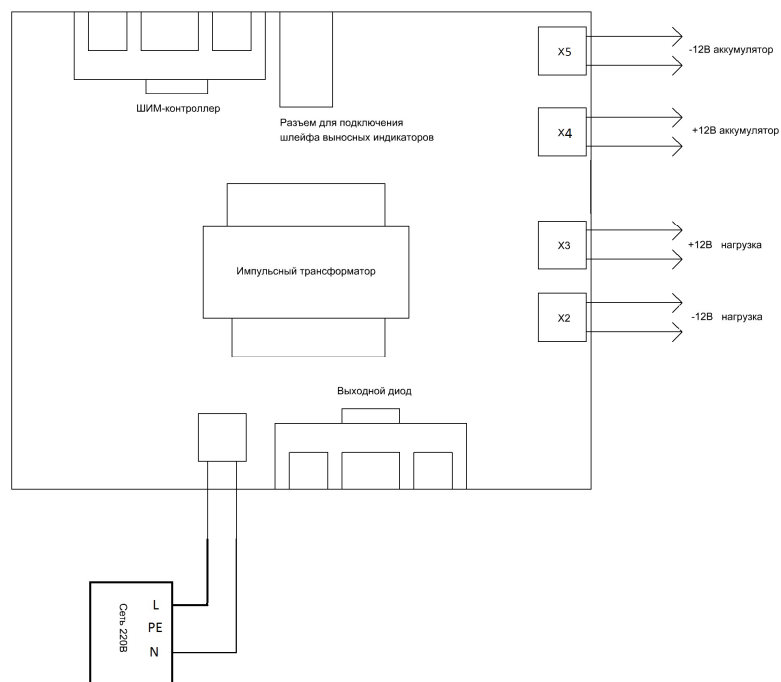 ШИМ-контроллер
Разъем для подключения
шлейфа выносных индикаторов
X5
-12В аккумулятор
X4
+12В аккумулятор
Импульсный трансформатор
X3
+12В нагрузка
X2
-12В нагрузка
Выходной диод
Сеть 220В
L
PE
N